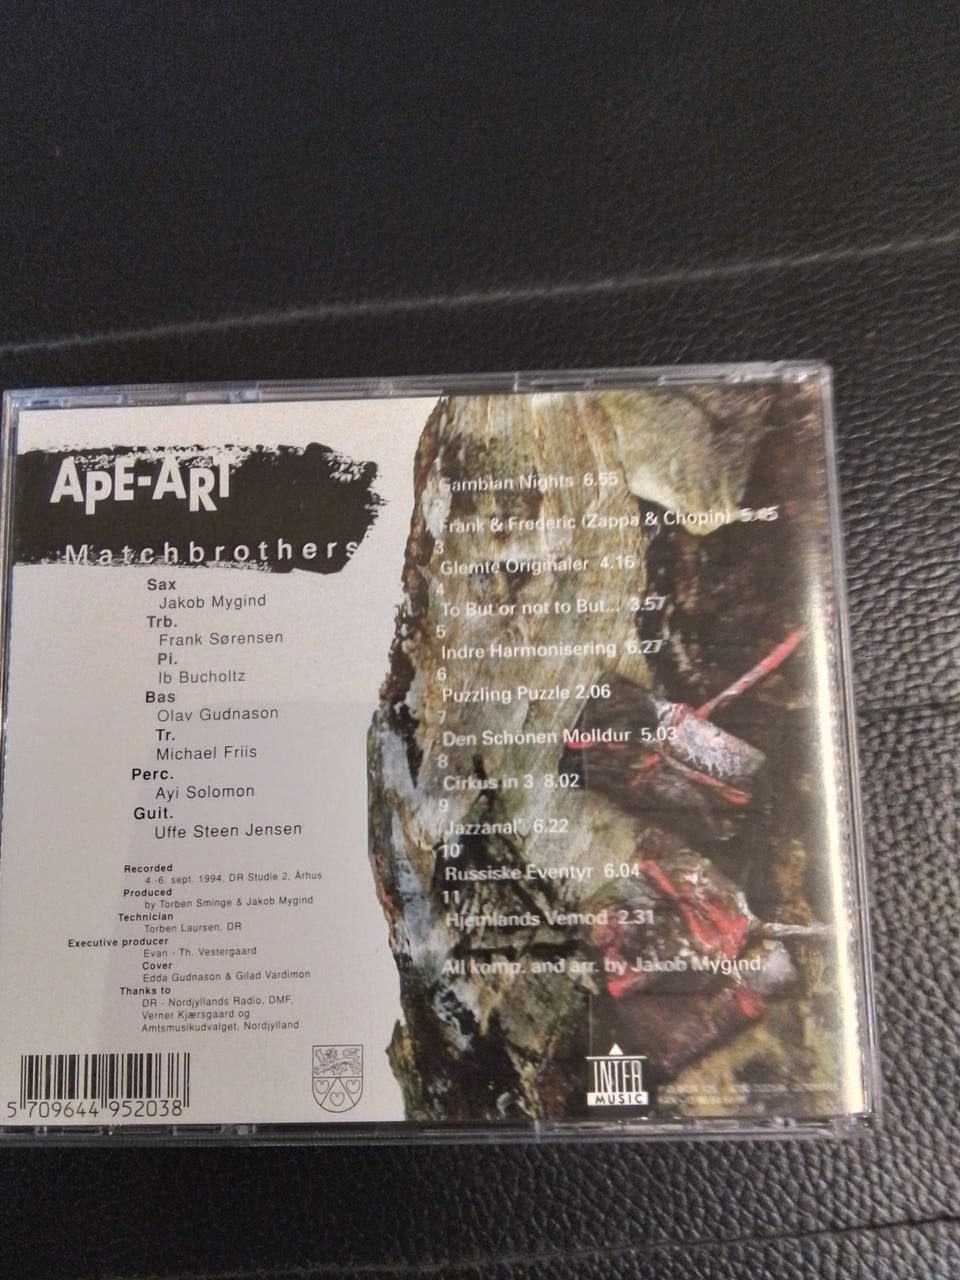 APE-ART
Matchbrothers
Sax
Jakob Mygind
Trb.
Frank Sørensen
Pi.
Ib Bucholtz
Bas
Olav Gudnason
Tr.
Michael Friis
Perc.
Ayi Solomon
Guit.
Uffe Steen Jensen
Recorded
4.-6. sept. 1994, DR Studie 2, Århus
Produced
by Torben Sminge & Jakob Mygind
Technician
Torben Laursen, DR
Executive producer
Evan - Th. Vestergaard
Cover
Edda Gudnason & Gilad Vardimon
Thanks to
DR - Nordjyllands Radio, DMF,
Verner Kjærsgaard og
Amtsmusikudvalget, Nordjylland
5 709644 952038
1
Gambian Nights 6.55
2
Frank & Frederic (Zappa & Chopin) 5.45
3
Glemte Originaler 4.16
4
To But or not to But... 3.57
5
Indre Harmonisering 6.27
6
Puzzling Puzzle 2.06
7
Den Schönen Molldur 5.03
8
Cirkus in 3 8.02
9
Jazzanal' 6.22
10
Russiske Eventyr 6.04
11
Hjemlands Vemod 2.31
All komp. and arr. by Jakob Mygind.
INTER
MUSIC